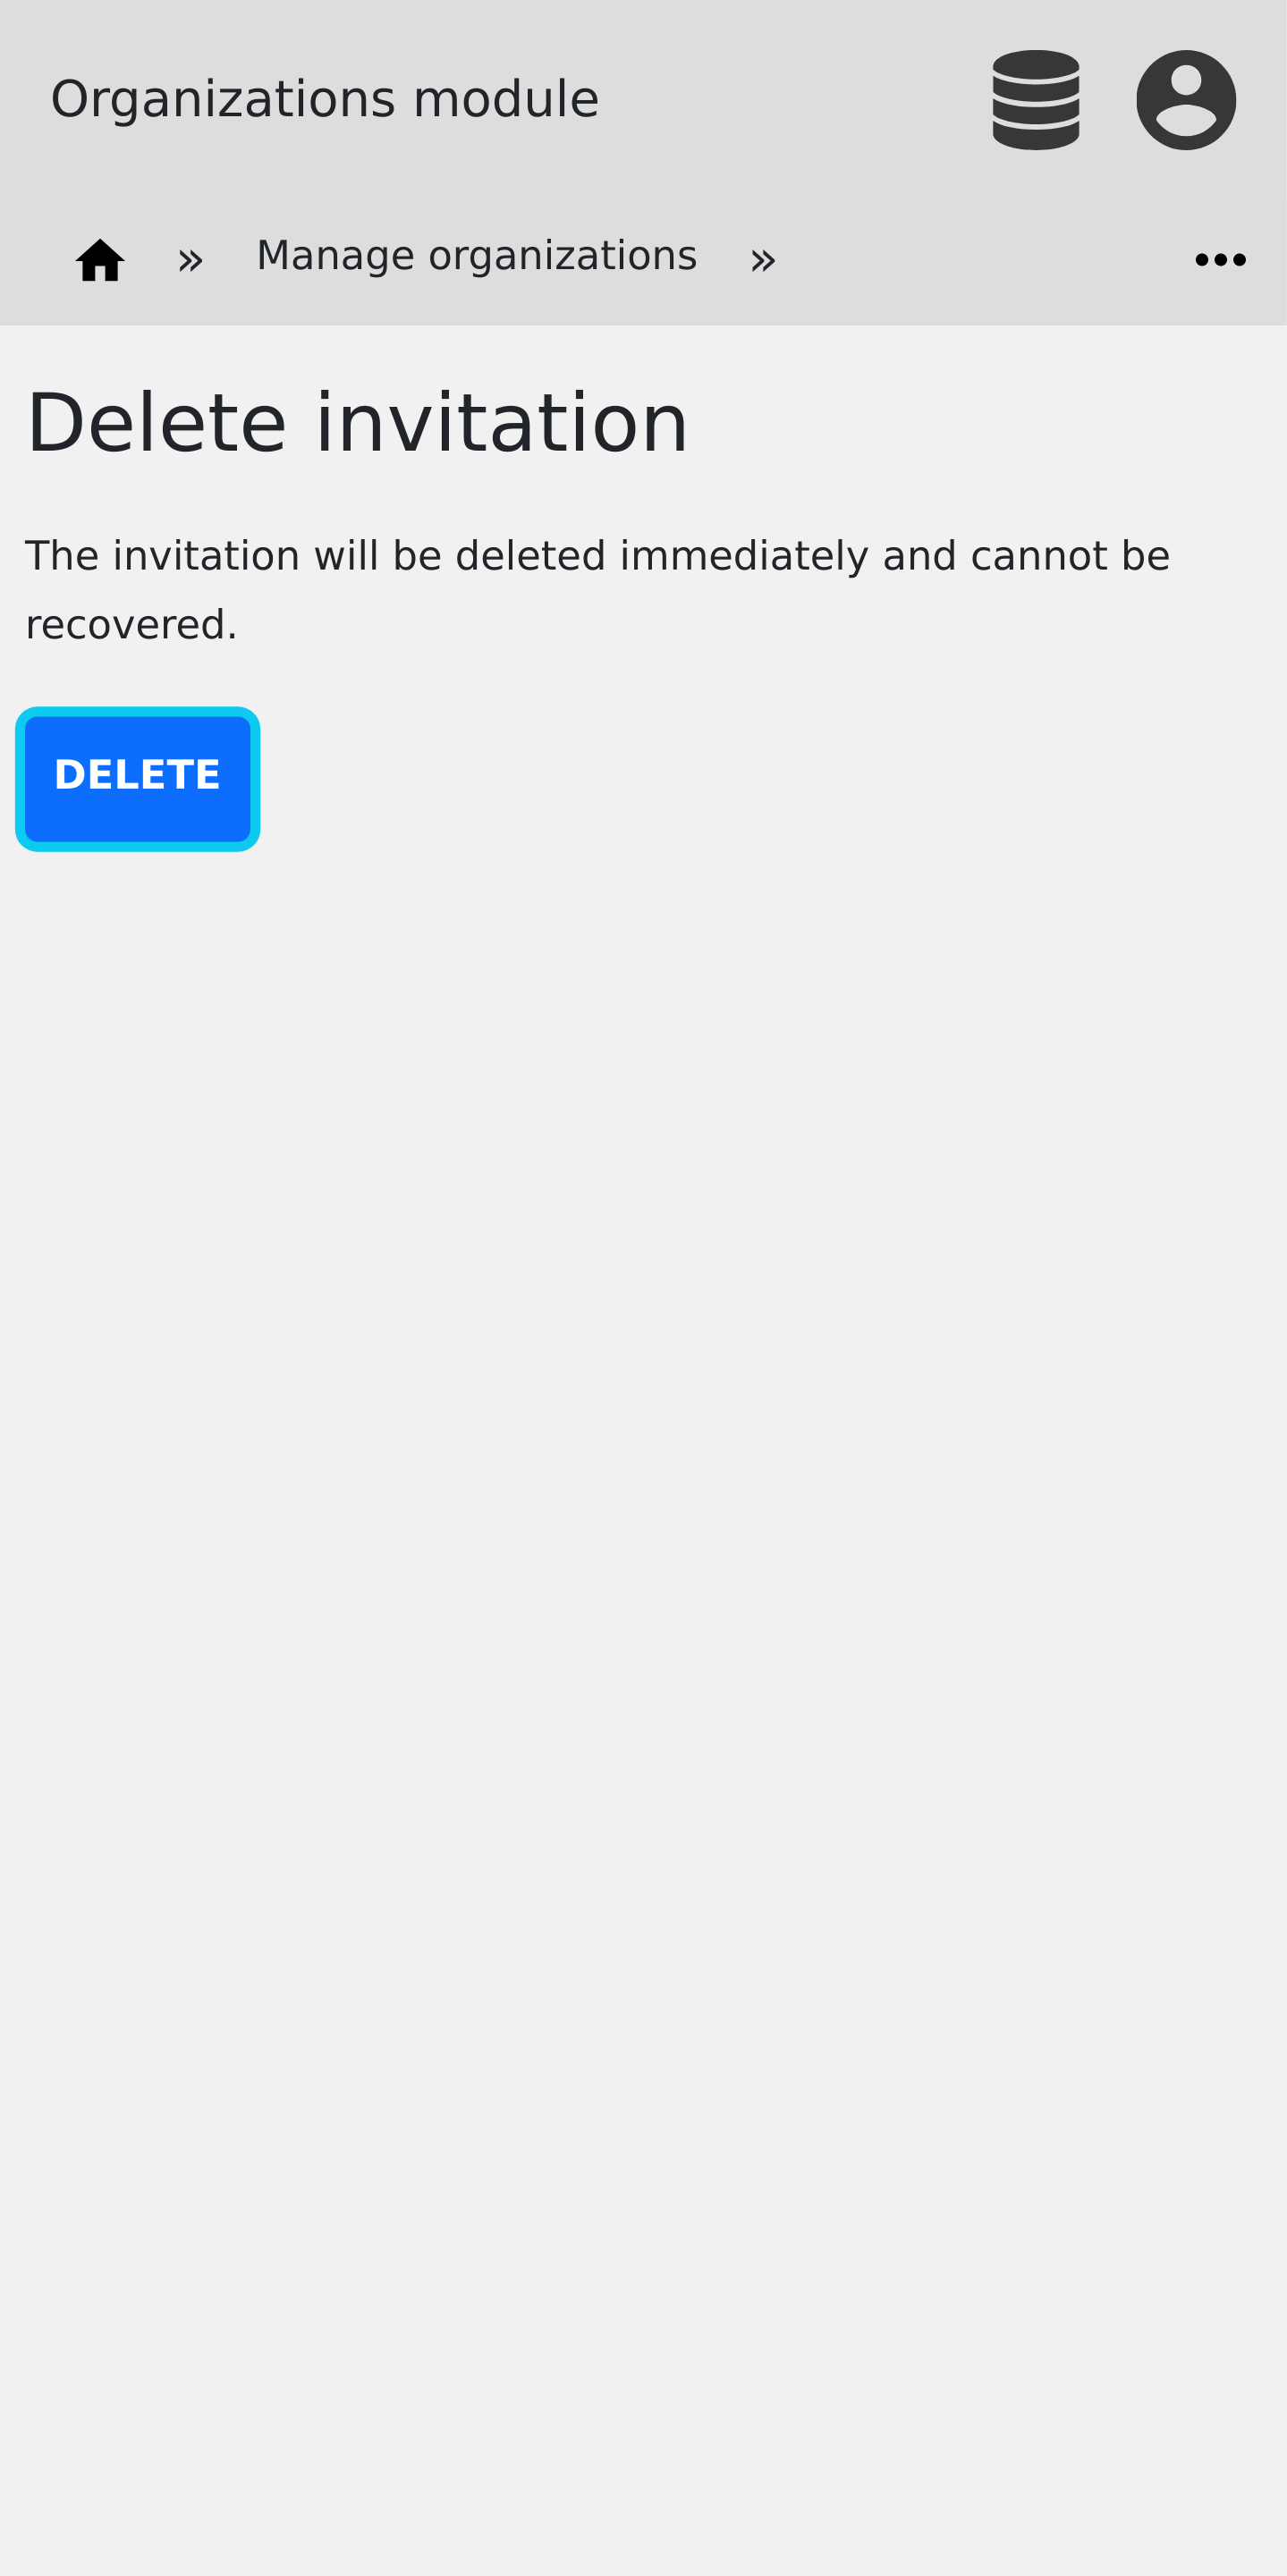 Organizations module
» Manage organizations »
Delete invitation
The invitation will be deleted immediately and cannot be
recovered.
DELETE